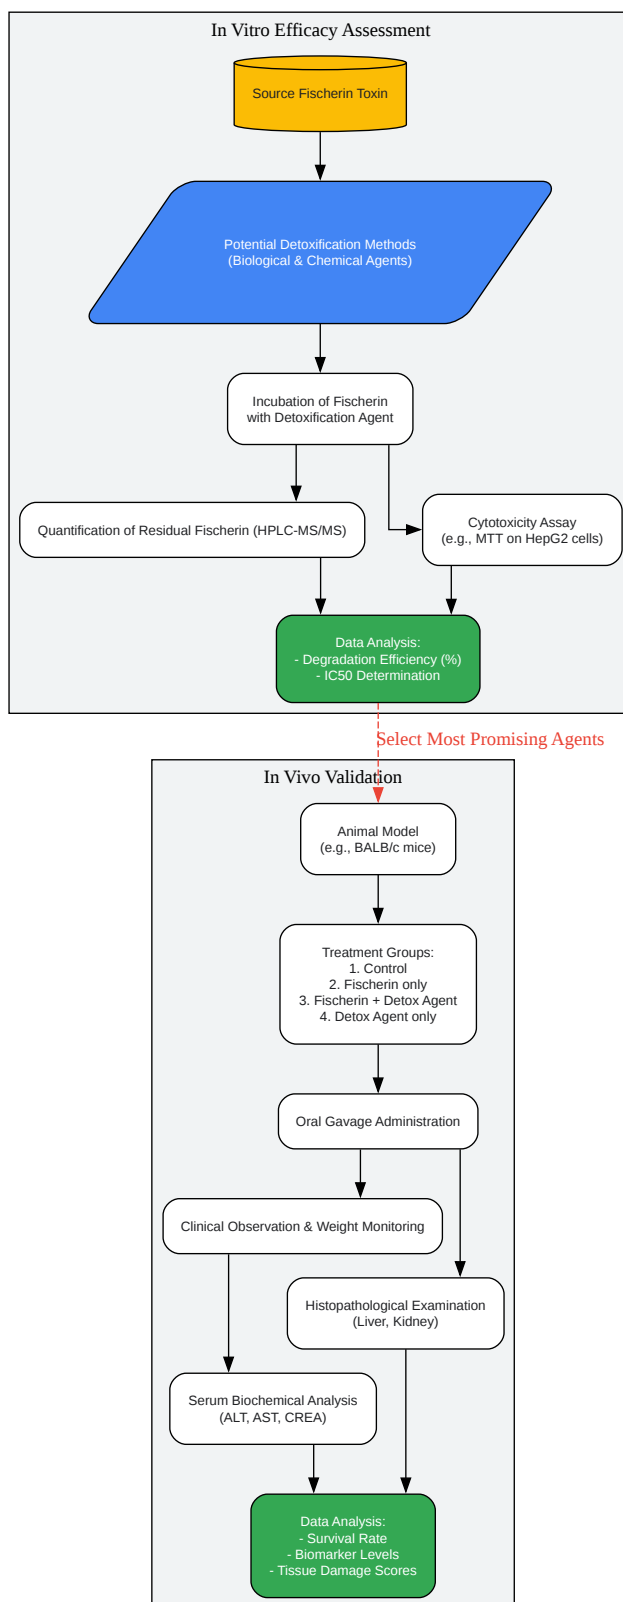 In Vitro Efficacy Assessment
Source Fischerin Toxin
Potential Detoxification Methods
(Biological & Chemical Agents)
Incubation of Fischerin
with Detoxification Agent
Quantification of Residual Fischerin (HPLC-MS/MS)
Cytotoxicity Assay
(e.g., MTT on HepG2 cells)
Data Analysis:
- Degradation Efficiency (%)
- IC50 Determination
Select Most Promising Agents
In Vivo Validation
Animal Model
(e.g., BALB/c mice)
Treatment Groups:
1. Control
2. Fischerin only
3. Fischerin + Detox Agent
4. Detox Agent only
Oral Gavage Administration
Clinical Observation & Weight Monitoring
Histopathological Examination
(Liver, Kidney)
Serum Biochemical Analysis
(ALT, AST, CREA)
Data Analysis:
- Survival Rate
- Biomarker Levels
- Tissue Damage Scores